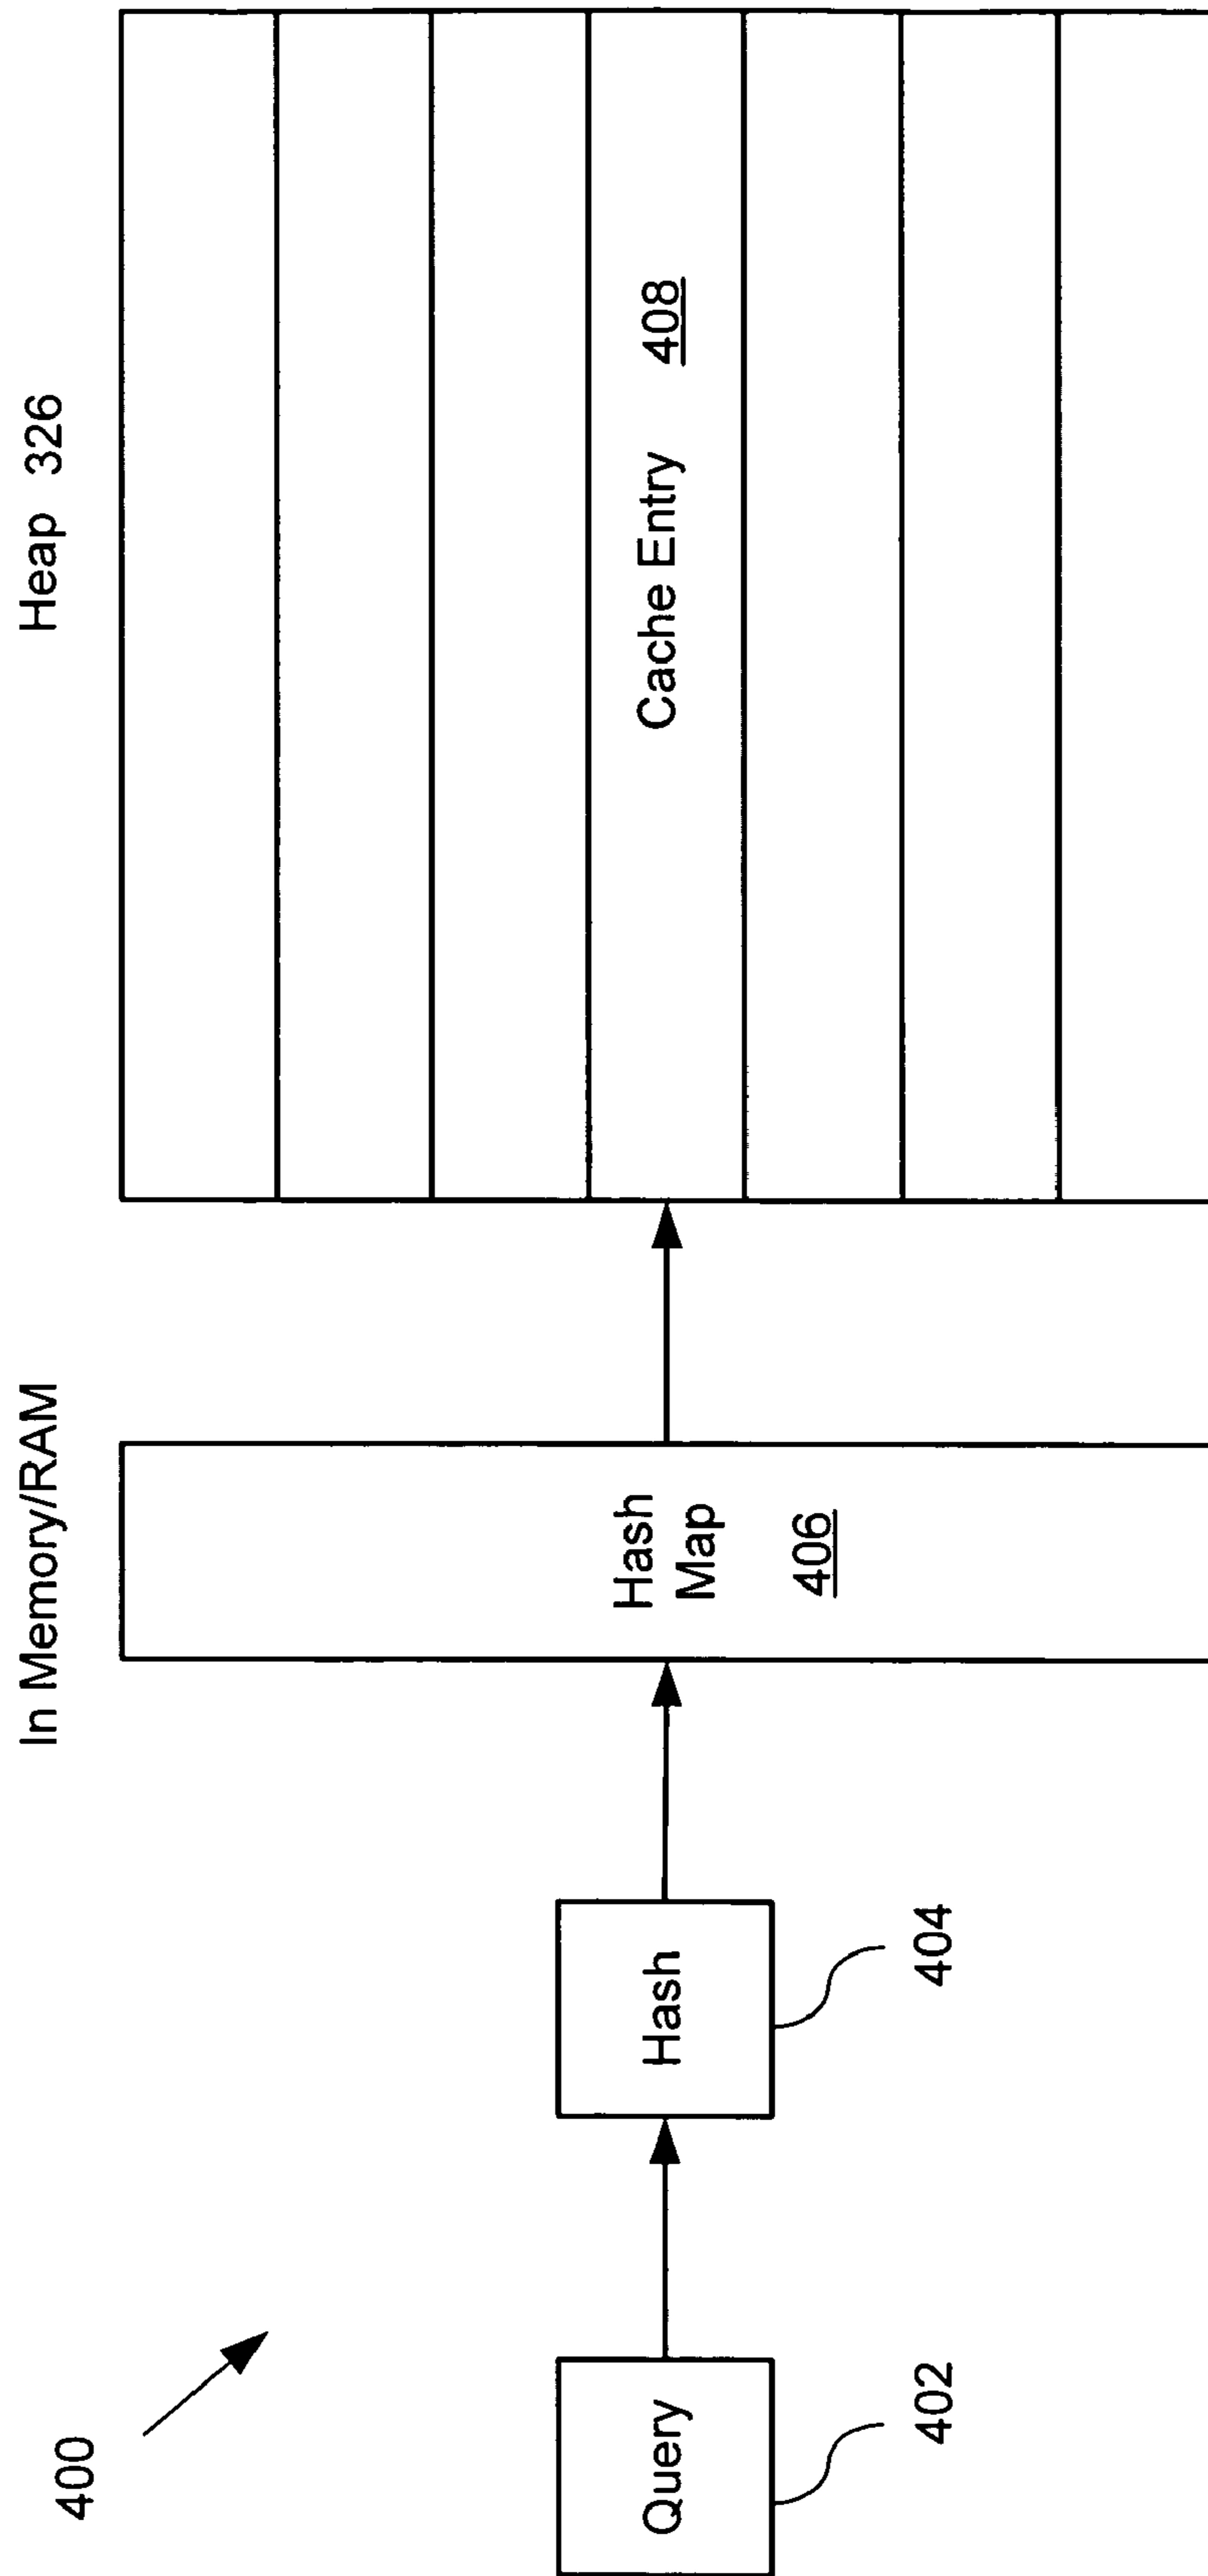 400
In Memory/RAM
Heap 326
Query
402
Hash
404
Hash
Map
406
Cache Entry 408